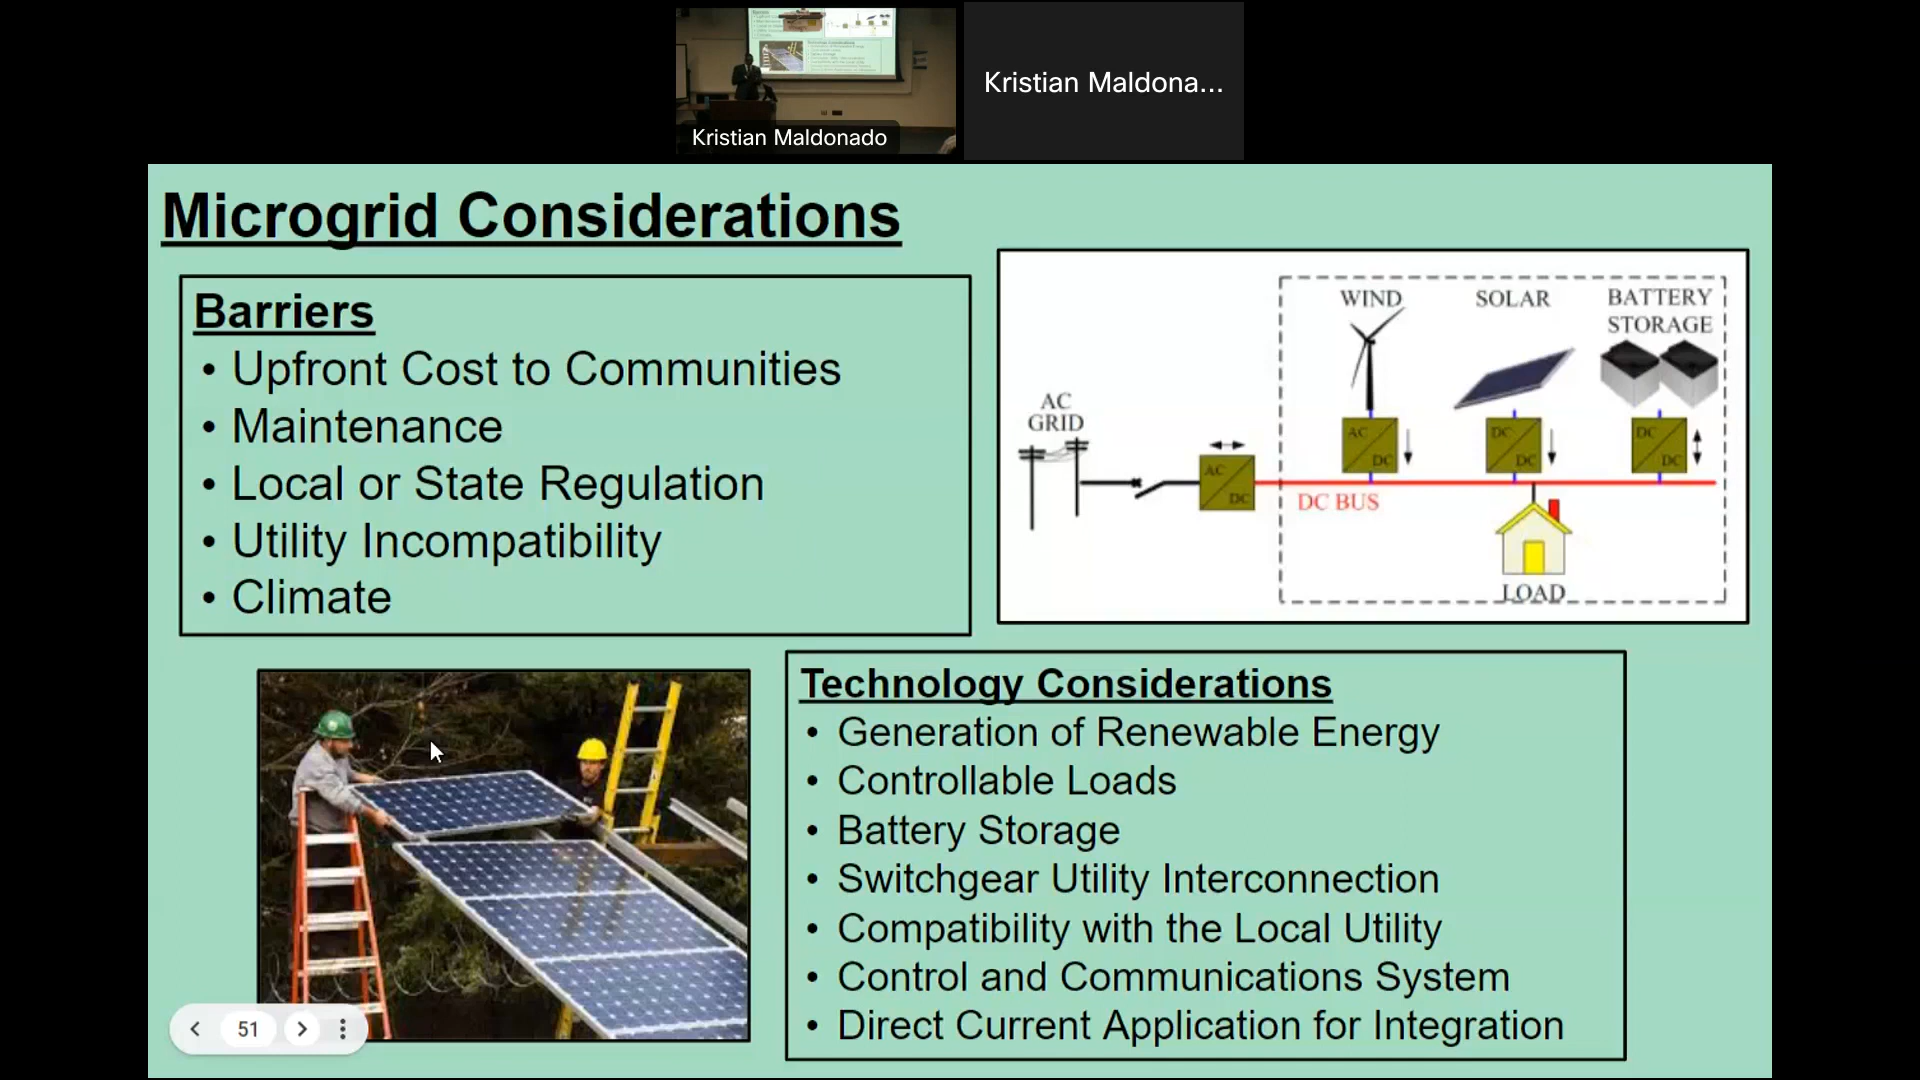 Kristian Maldonado
Kristian Maldona...
Microgrid Considerations
Barriers
• Upfront Cost to Communities
• Maintenance
• Local or State Regulation
• Utility Incompatibility
• Climate
WIND
SOLAR
BATTERY
STORAGE
AC
GRID
AC
DC
AC
DC
DC
DC
DC
DC
DC BUS
LOAD
Technology Considerations
• Generation of Renewable Energy
• Controllable Loads
• Battery Storage
• Switchgear Utility Interconnection
• Compatibility with the Local Utility
• Control and Communications System
• Direct Current Application for Integration
51